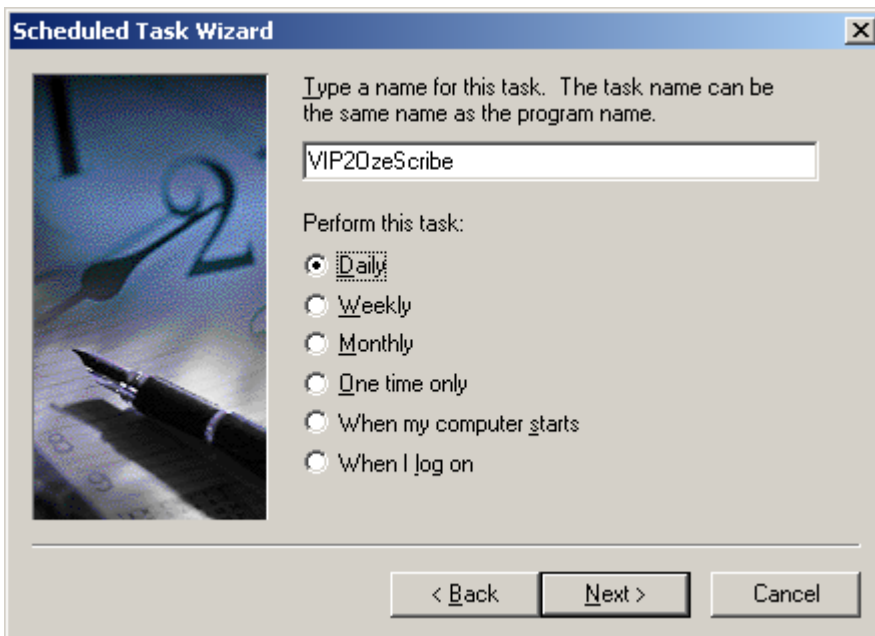 Scheduled Task Wizard
Type a name for this task. The task name can be
the same name as the program name.
VIP2OzeScribe
Perform this task:
Daily
Weekly
Monthly
One time only
When my computer starts
When I log on
< Back
Next >
Cancel